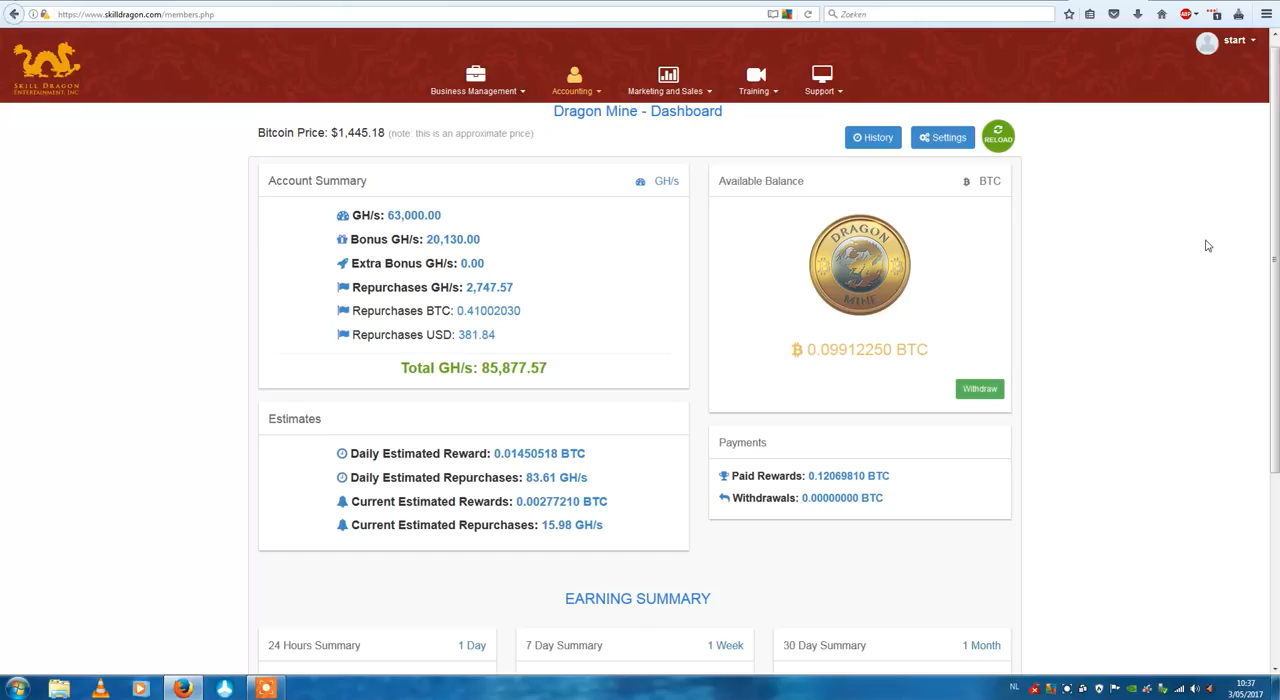 https://www.skilldragon.com/members.php
Zoeken
SKILL DRAGON
ENTERTAINMENT, INC
Business Management
Accounting
Marketing and Sales
Training
Support
start
Dragon Mine - Dashboard
Bitcoin Price: $1,445.18 (note: this is an approximate price)
History
Settings
RELOAD
Account Summary
GH/s
GH/s: 63,000.00
Bonus GH/s: 20,130.00
Extra Bonus GH/s: 0.00
Repurchases GH/s: 2,747.57
Repurchases BTC: 0.41002030
Repurchases USD: 381.84
Total GH/s: 85,877.57
Available Balance
BTC
DRAGON
MINE
0.09912250 BTC
Withdraw
Estimates
Daily Estimated Reward: 0.01450518 BTC
Daily Estimated Repurchases: 83.61 GH/s
Current Estimated Rewards: 0.00277210 BTC
Current Estimated Repurchases: 15.98 GH/s
Payments
Paid Rewards: 0.12069810 BTC
Withdrawals: 0.00000000 BTC
EARNING SUMMARY
24 Hours Summary
1 Day
7 Day Summary
1 Week
30 Day Summary
1 Month
NL
10:37
3/05/2017